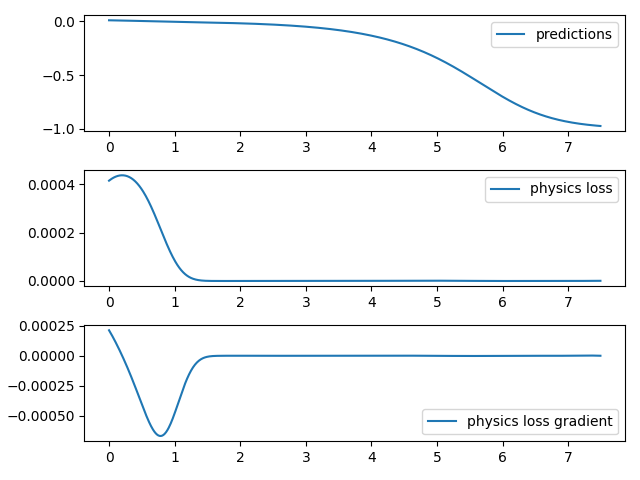 0.0
−0.5
−1.0
predictions
0 1 2 3 4 5 6 7
0.0004
0.0002
0.0000
physics loss
0 1 2 3 4 5 6 7
0.00025
0.00000
−0.00025
−0.00050
physics loss gradient
0 1 2 3 4 5 6 7